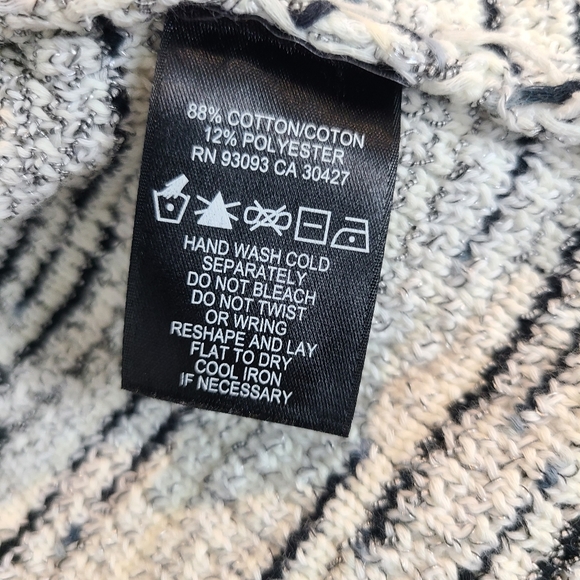 88% COTTON/COTON
12% POLYESTER
RN 93093 CA 30427
HAND WASH COLD
SEPARATELY
DO NOT BLEACH
DO NOT TWIST
OR WRING
RESHAPE AND LAY
FLAT TO DRY
COOL IRON
IF NECESSARY